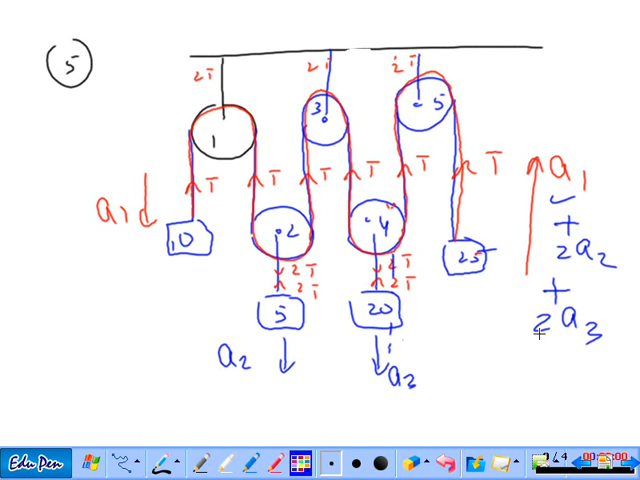 5
2T 2T 2T
1 3 5
T T T T T T
a1 10 2 4 25 a1
+
2a2
+
2a3
2T 2T
2T 2T
5 20
a2 a3
Edu Pen